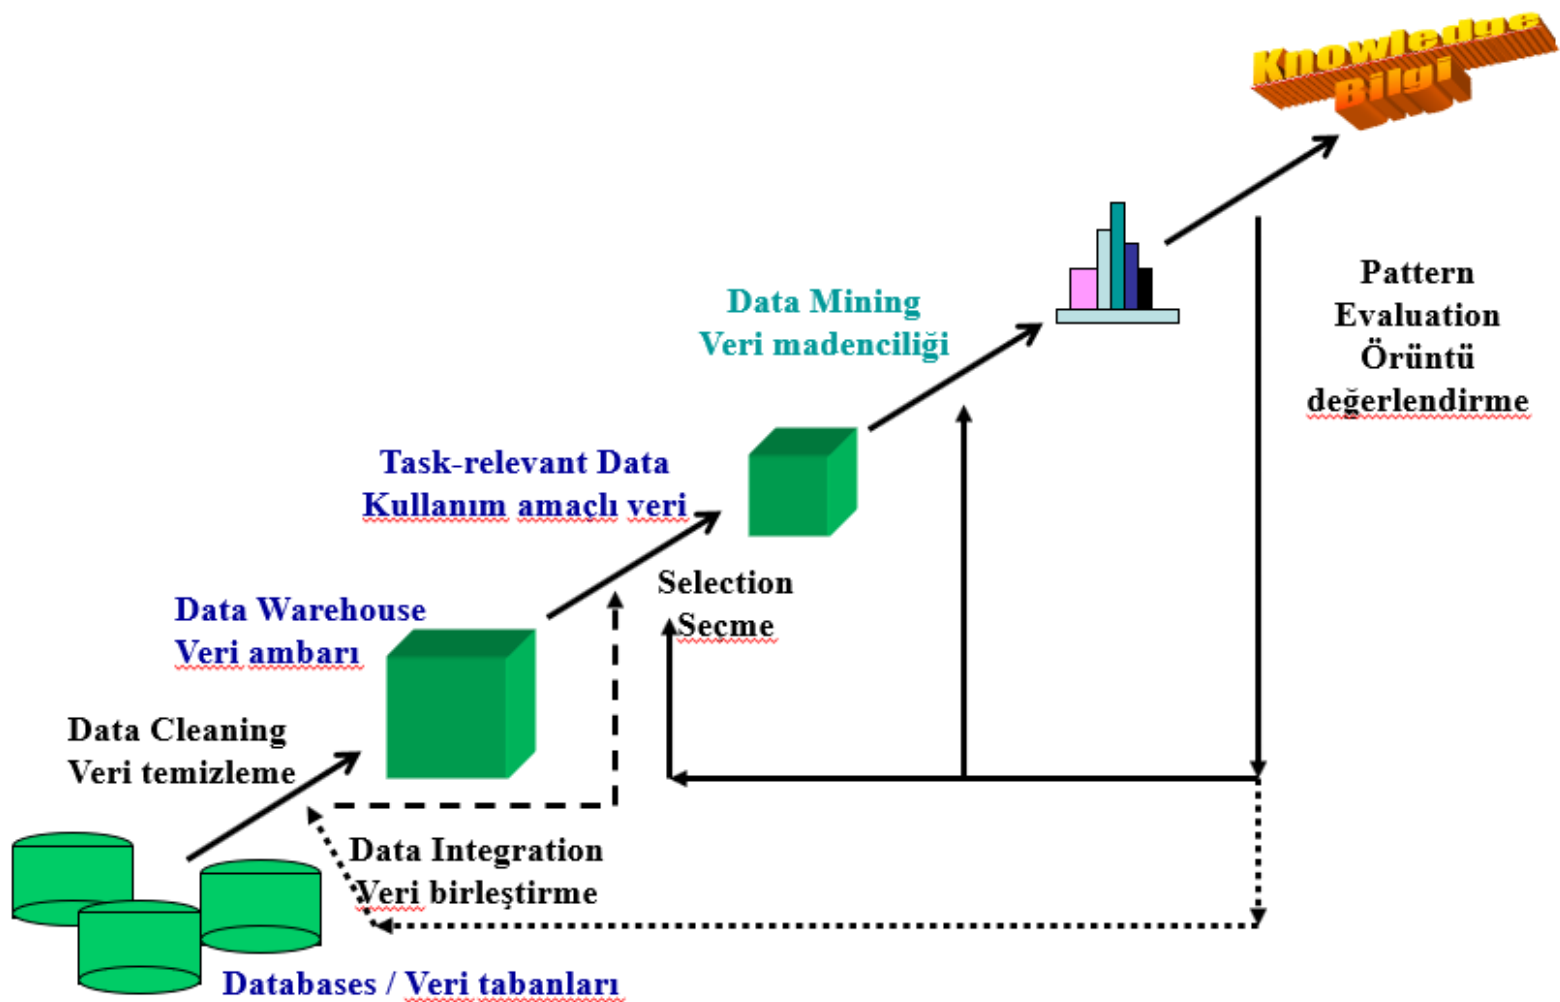 Knowledge
Bilgi
Pattern
Evaluation
Örüntü
değerlendirme
Data Mining
Veri madenciliği
Task-relevant Data
Kullanım amaçlı veri
Selection
Seçme
Data Warehouse
Veri ambarı
Data Cleaning
Veri temizleme
Data Integration
Veri birleştirme
Databases / Veri tabanları